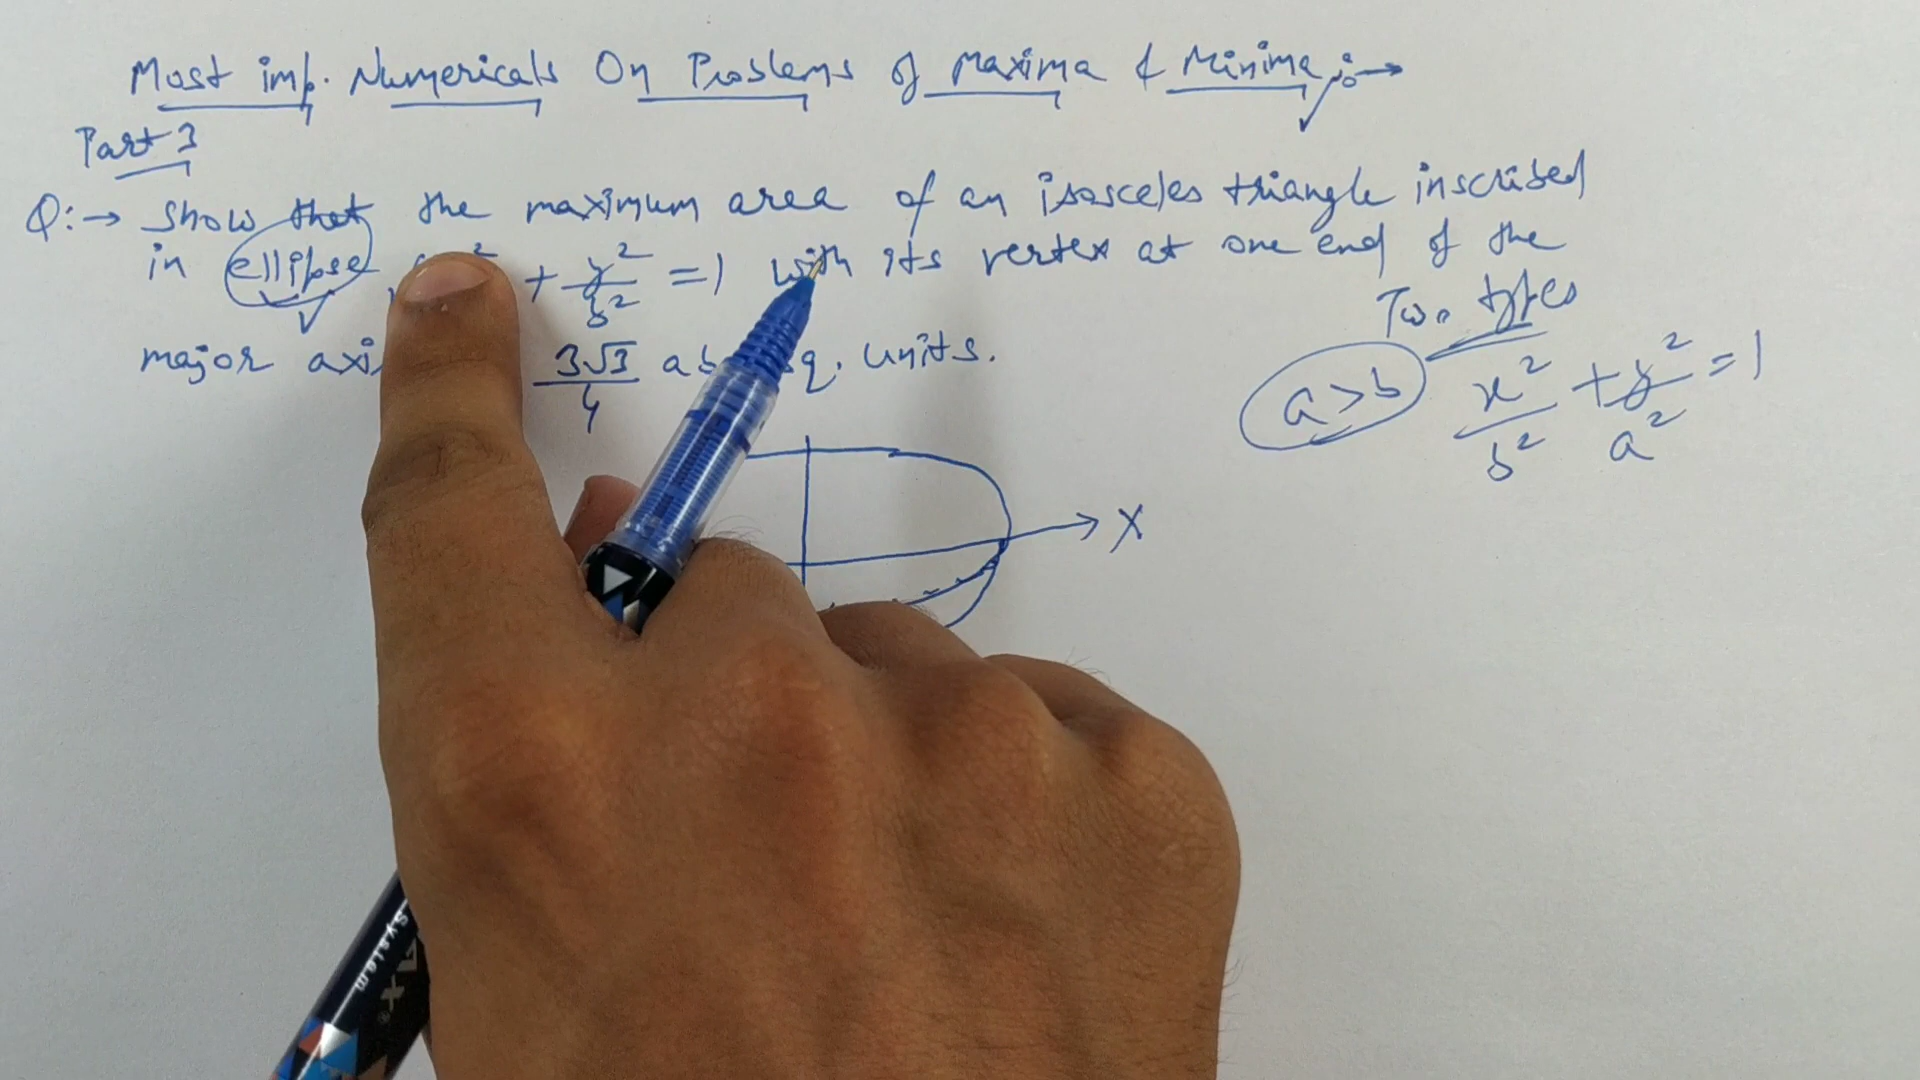 Most imp. Numericals On Problems of Maxima & Minima :→
Part 3
Q:→ Show that the maximum area of an isosceles triangle inscribed
in ellipse + y²/b² = 1 with its vertex at one end of the
major axi 3√3/4 ab sq. units.
Two types
a>b x²/b² + y²/a² = 1
X
System